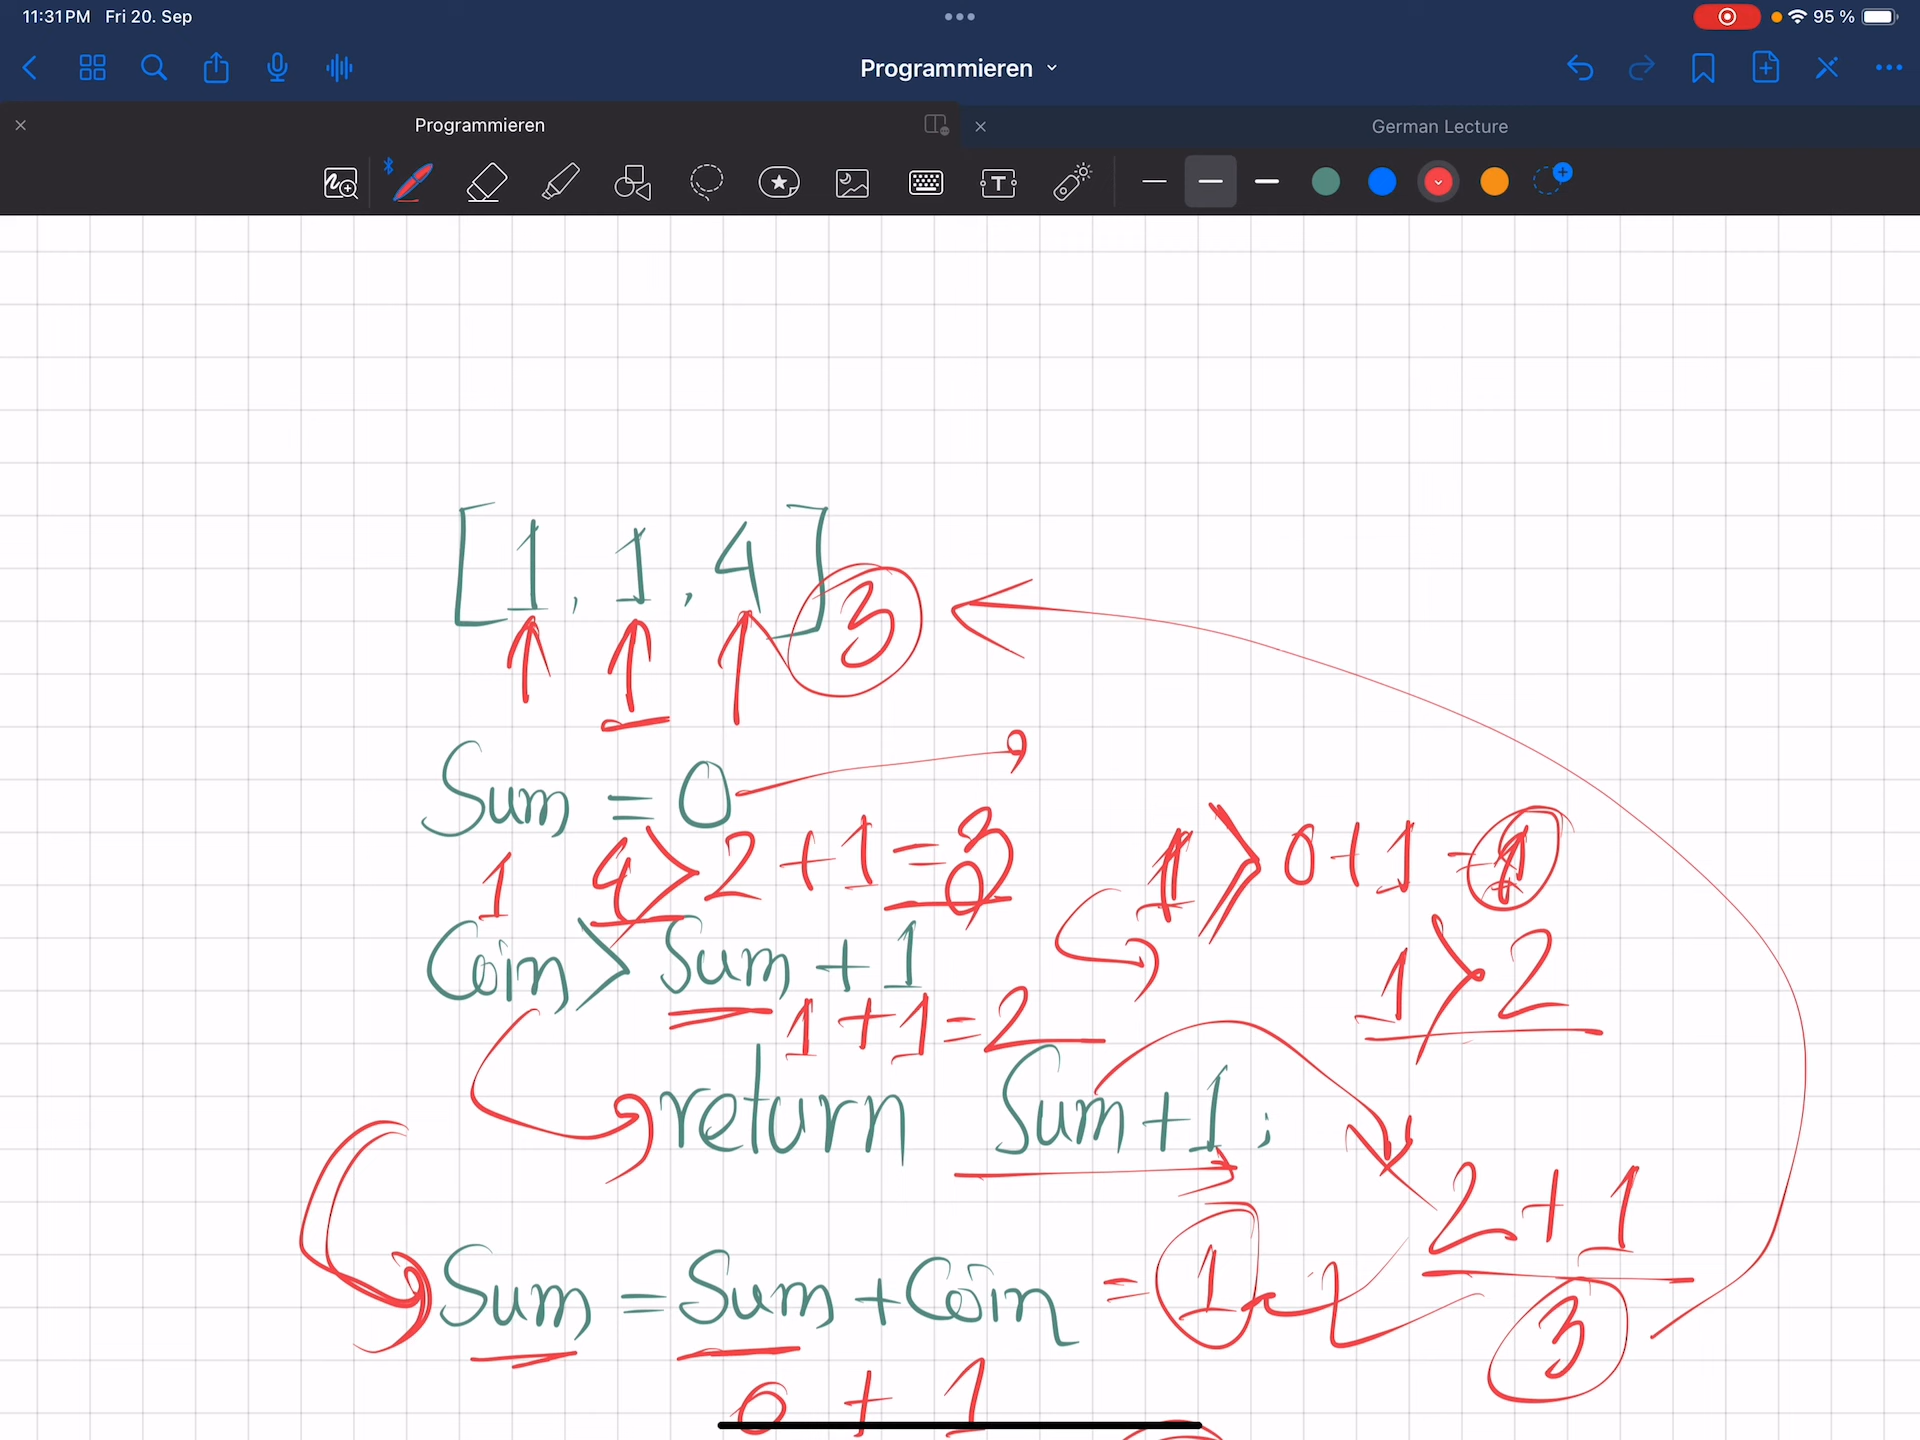 11:31 PM Fri 20. Sep
95 %
Programmieren
Programmieren
German Lecture
T
[1, 1, 4]
3
Sum = 0
1 4 > 2 + 1 = 3
1 > 0 + 1 =
Coin > Sum + 1
1 > 2
1 + 1 = 2
return Sum + 1;
2 + 1
Sum = Sum + Coin = 1
2
3
0 + 1